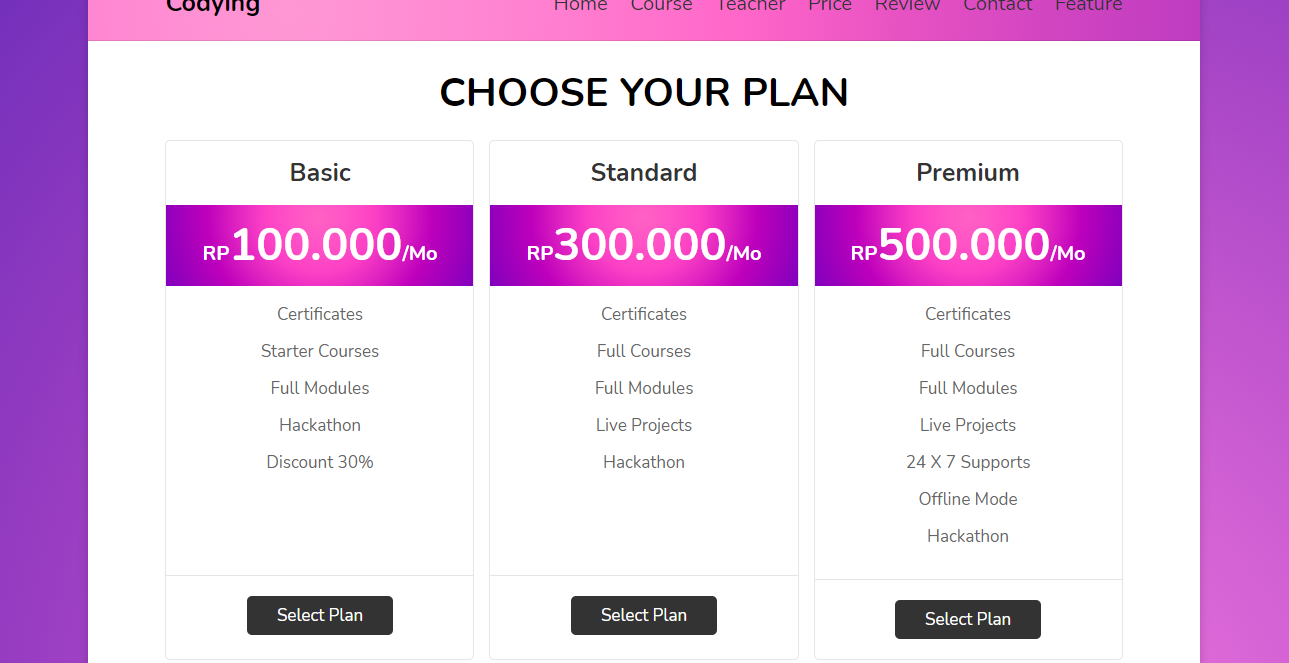 Codying
Home Course Teacher Price Review Contact Feature
CHOOSE YOUR PLAN
Basic
RP100.000/Mo
Certificates
Starter Courses
Full Modules
Hackathon
Discount 30%
Select Plan
Standard
RP300.000/Mo
Certificates
Full Courses
Full Modules
Live Projects
Hackathon
Select Plan
Premium
RP500.000/Mo
Certificates
Full Courses
Full Modules
Live Projects
24 X 7 Supports
Offline Mode
Hackathon
Select Plan